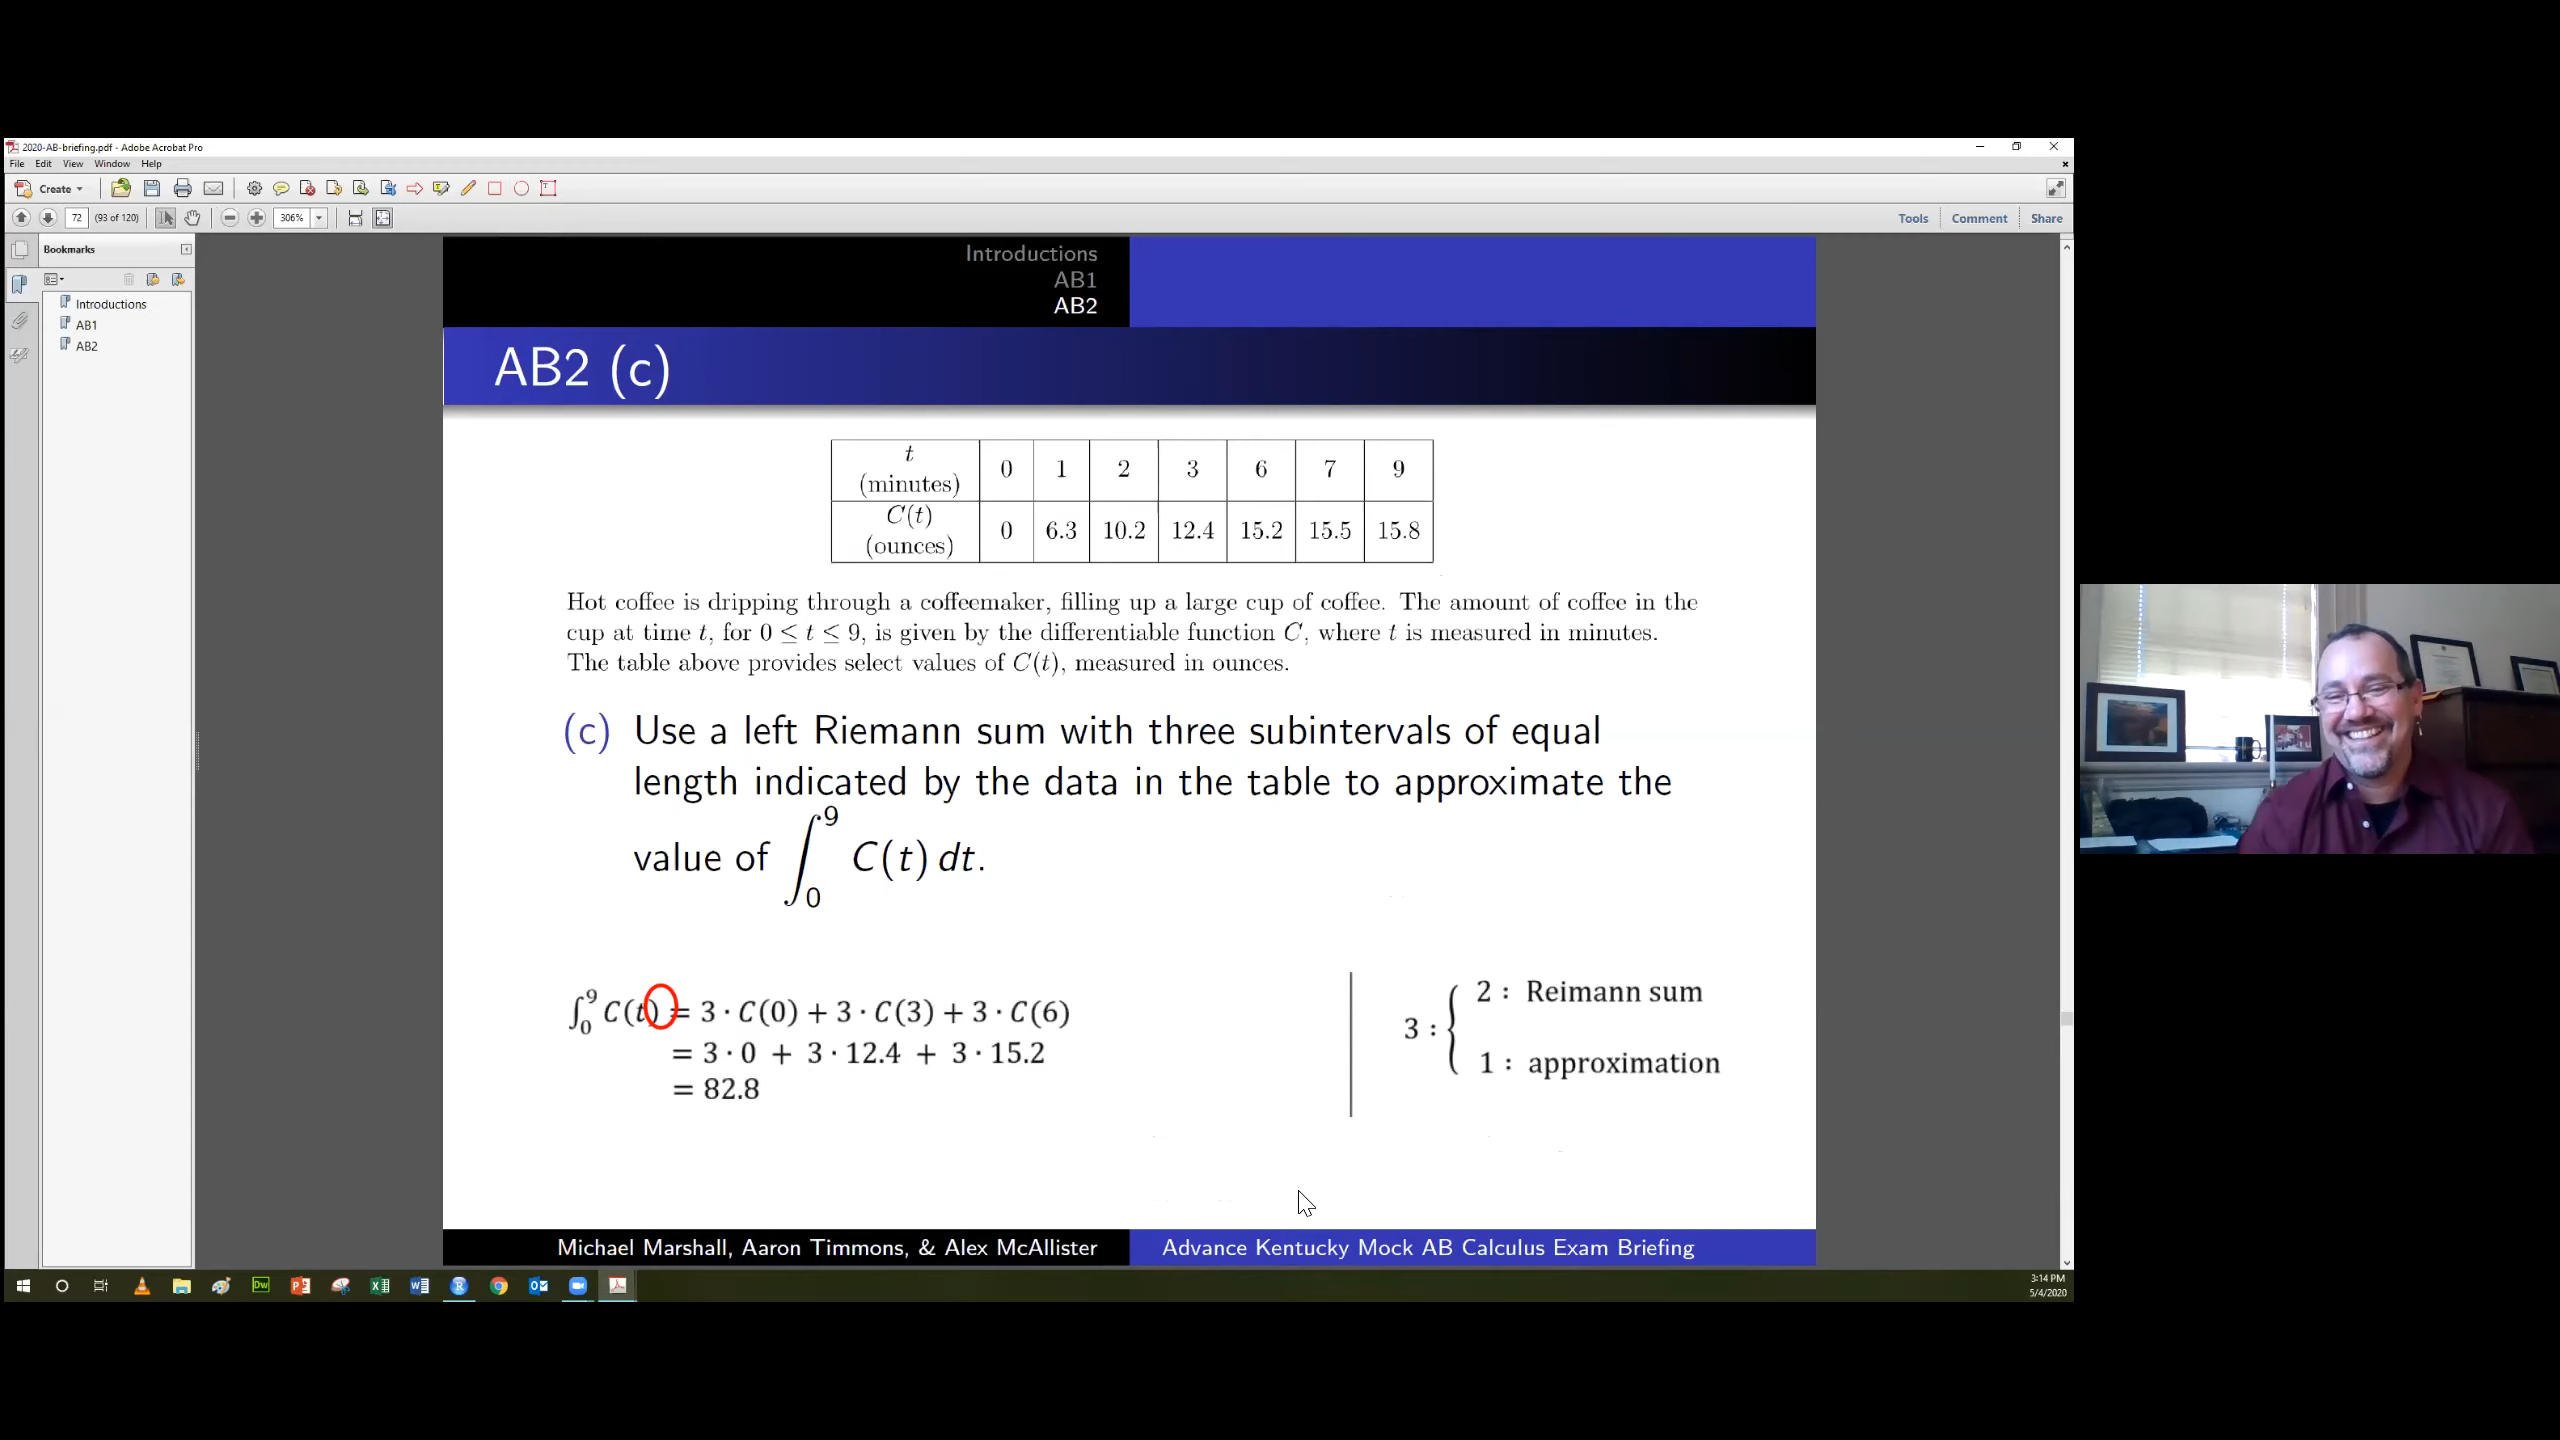 2020-AB-briefing.pdf - Adobe Acrobat Pro
File Edit View Window Help
Create
72 (93 of 120) 306% Tools Comment Share
Bookmarks
Introductions
AB1
AB2
Introductions
AB1
AB2
AB2 (c)
t (minutes) 0 1 2 3 6 7 9
C(t) (ounces) 0 6.3 10.2 12.4 15.2 15.5 15.8
Hot coffee is dripping through a coffeemaker, filling up a large cup of coffee. The amount of coffee in the
cup at time t, for 0 ≤ t ≤ 9, is given by the differentiable function C, where t is measured in minutes.
The table above provides select values of C(t), measured in ounces.
(c) Use a left Riemann sum with three subintervals of equal
length indicated by the data in the table to approximate the
value of ∫₀⁹ C(t) dt.
∫₀⁹ C(t) = 3 · C(0) + 3 · C(3) + 3 · C(6)
= 3 · 0 + 3 · 12.4 + 3 · 15.2
= 82.8
3 : { 2 : Reimann sum
1 : approximation
Michael Marshall, Aaron Timmons, & Alex McAllister
Advance Kentucky Mock AB Calculus Exam Briefing
3:14 PM
5/4/2020